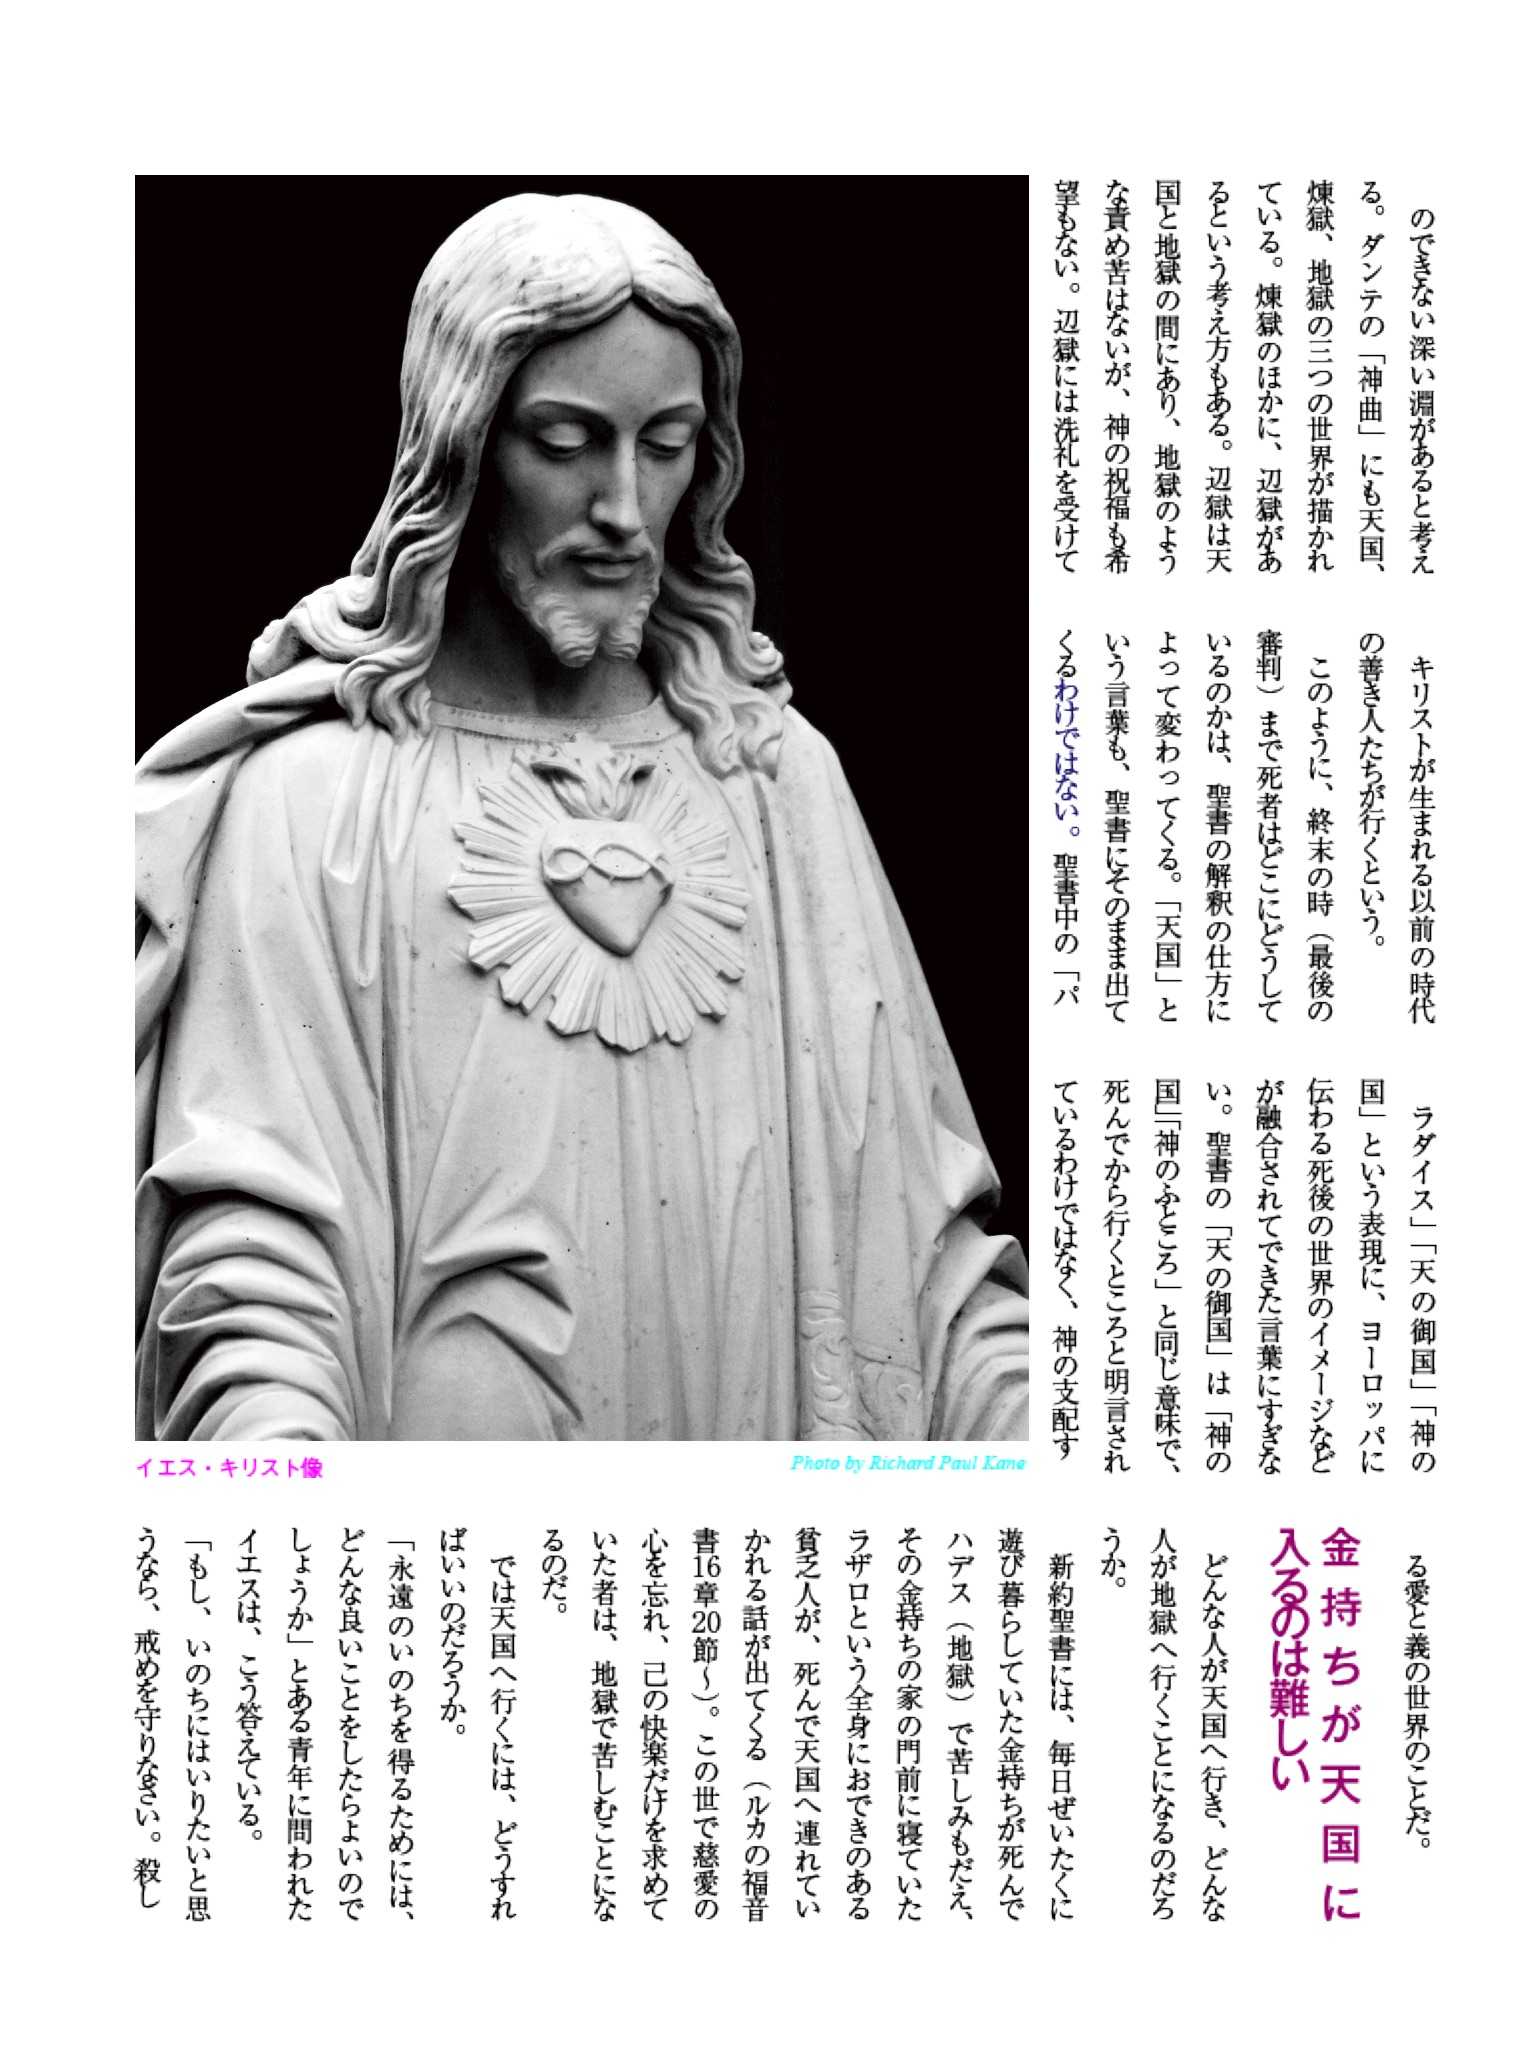 のできない深い淵があると考え
る。ダンテの「神曲」にも天国、
煉獄、地獄の三つの世界が描かれ
ている。煉獄のほかに、辺獄があ
るという考え方もある。辺獄は天
国と地獄の間にあり、地獄のよう
な責め苦はないが、神の祝福も希
望もない。辺獄には洗礼を受けて
キリストが生まれる以前の時代
の善き人たちが行くという。
このように、終末の時（最後の
審判）まで死者はどこにどうして
いるのかは、聖書の解釈の仕方に
よって変わってくる。「天国」と
いう言葉も、聖書にそのまま出て
くるわけではない。聖書中の「パ
ラダイス」「天の御国」「神の
国」という表現に、ヨーロッパに
伝わる死後の世界のイメージなど
が融合されてできた言葉にすぎな
い。聖書の「天の御国」は「神の
国」「神のふところ」と同じ意味で、
死んでから行くところと明言され
ているわけではなく、神の支配す
イエス・キリスト像
Photo by Richard Paul Kane
る愛と義の世界のことだ。
金持ちが天国に
入るのは難しい
どんな人が天国へ行き、どんな
人が地獄へ行くことになるのだろ
うか。
新約聖書には、毎日ぜいたくに
遊び暮らしていた金持ちが死んで
ハデス（地獄）で苦しみもだえ、
その金持ちの家の門前に寝ていた
ラザロという全身におできのある
貧乏人が、死んで天国へ連れてい
かれる話が出てくる（ルカの福音
書16章20節〜）。この世で慈愛の
心を忘れ、己の快楽だけを求めて
いた者は、地獄で苦しむことにな
るのだ。
では天国へ行くには、どうすれ
ばいいのだろうか。
「永遠のいのちを得るためには、
どんな良いことをしたらよいので
しょうか」とある青年に問われた
イエスは、こう答えている。
「もし、いのちにはいりたいと思
うなら、戒めを守りなさい。殺し